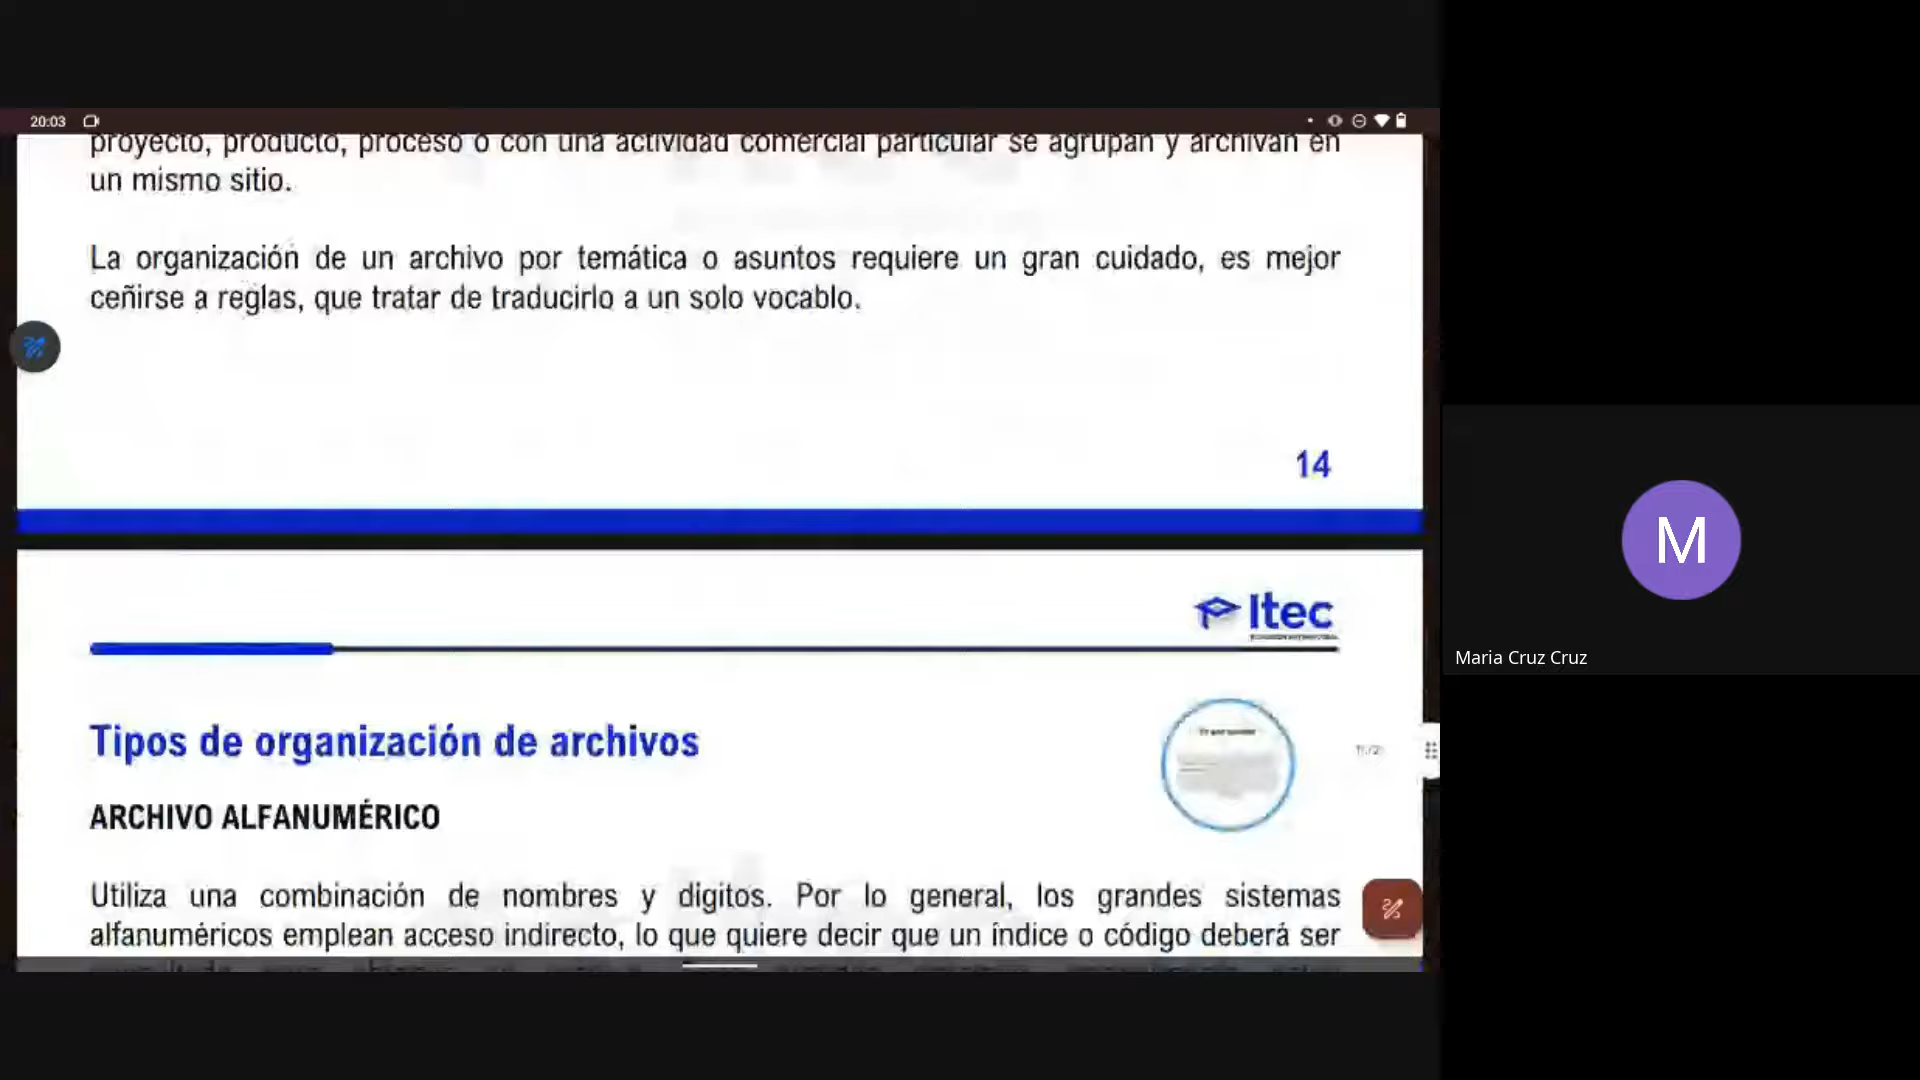 20:03
proyecto, producto, proceso o con una actividad comercial particular se agrupan y archivan en
un mismo sitio.
La organización de un archivo por temática o asuntos requiere un gran cuidado, es mejor
ceñirse a reglas, que tratar de traducirlo a un solo vocablo.
14
Itec
Tipos de organización de archivos
ARCHIVO ALFANUMÉRICO
Utiliza una combinación de nombres y digitos. Por lo general, los grandes sistemas
alfanuméricos emplean acceso indirecto, lo que quiere decir que un índice o código deberá ser
M
Maria Cruz Cruz